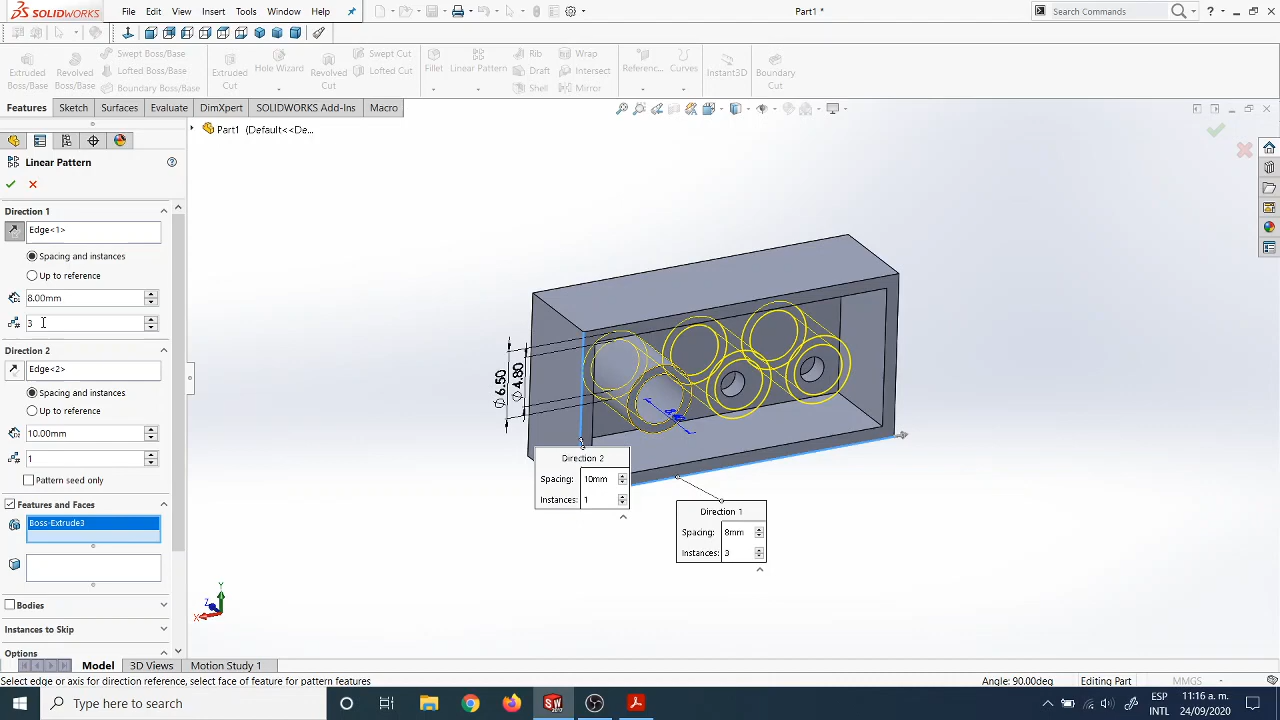 SOLIDWORKS File Edit View Insert Tools Window Help Part1 * Search Commands ?
Extruded Boss/Base Revolved Boss/Base Swept Boss/Base Lofted Boss/Base Boundary Boss/Base Extruded Cut Hole Wizard Revolved Cut Swept Cut Lofted Cut Fillet Linear Pattern Rib Draft Shell Wrap Intersect Mirror Referenc... Curves Instant3D Boundary Cut
Features Sketch Surfaces Evaluate DimXpert SOLIDWORKS Add-Ins Macro
Part1 (Default<<De...
Linear Pattern
Direction 1
Edge<1>
Spacing and instances
Up to reference
8.00mm
3
Direction 2
Edge<2>
Spacing and instances
Up to reference
10.00mm
1
Pattern seed only
Features and Faces
Boss-Extrude3
Bodies
Instances to Skip
Options
Ø6.50
Ø4.80
Direction 2
Spacing: 10mm
Instances: 1
Direction 1
Spacing: 8mm
Instances: 3
Y
Z
X
Model 3D Views Motion Study 1
Select edge or axis for direction reference, select face of feature for pattern features Angle: 90.00deg Editing Part MMGS
Type here to search SW 2017 ESP INTL 11:16 a. m. 24/09/2020